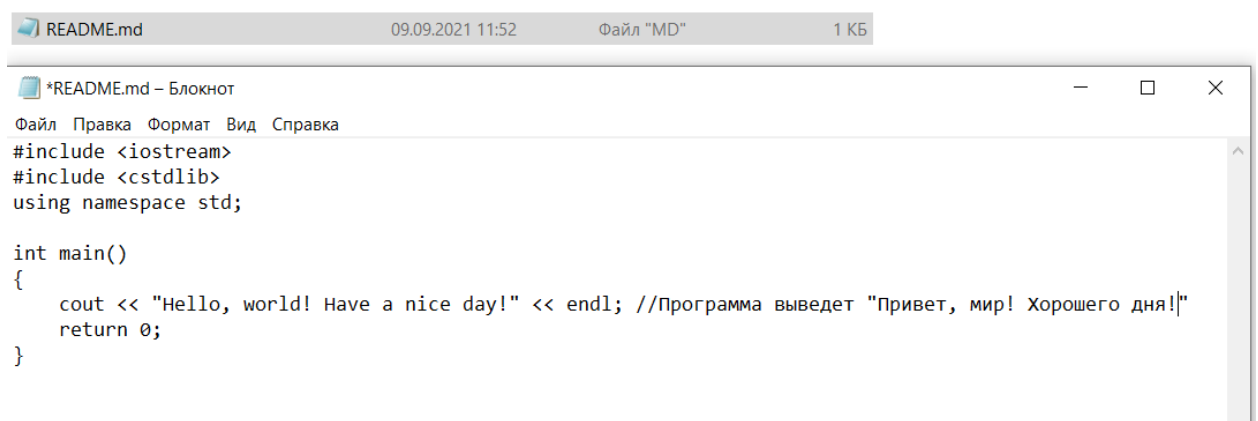 README.md 09.09.2021 11:52 Файл "MD" 1 КБ
*README.md – Блокнот
Файл Правка Формат Вид Справка
#include <iostream>
#include <cstdlib>
using namespace std;
int main()
{
    cout << "Hello, world! Have a nice day!" << endl; //Программа выведет "Привет, мир! Хорошего дня!"
    return 0;
}